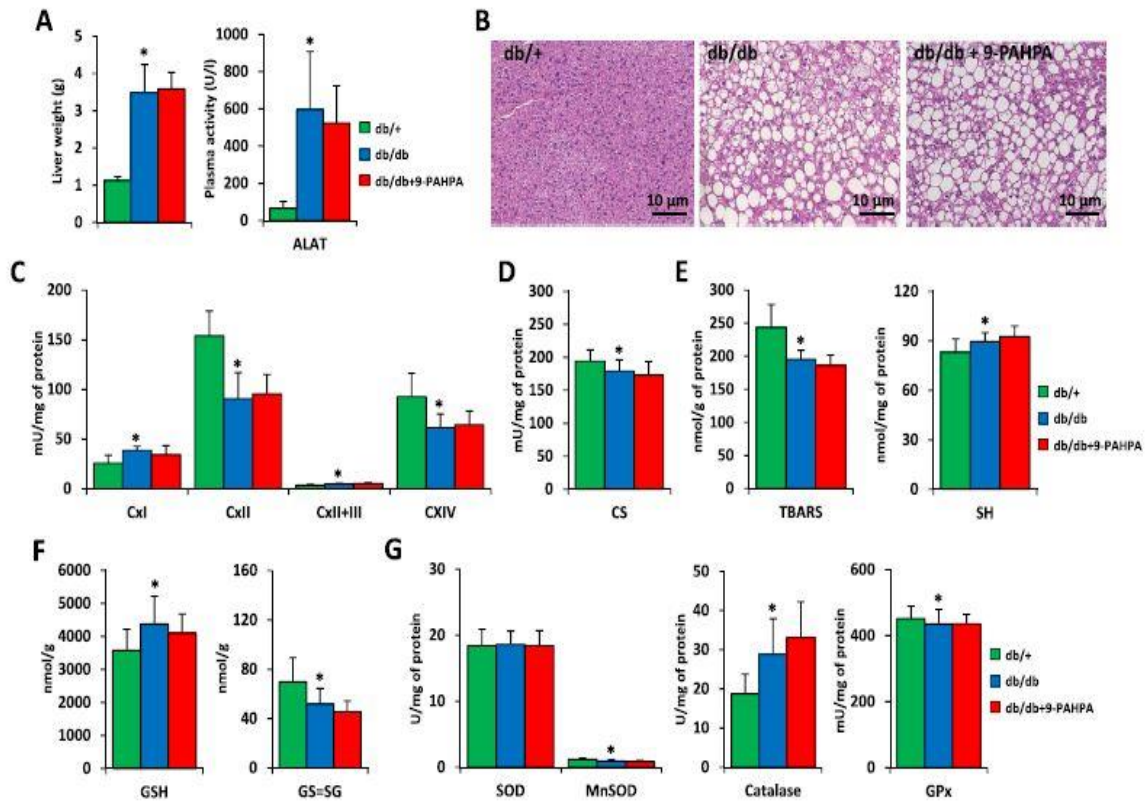 A
Liver weight (g)
5
4
3
2
1
0
*
Plasma activity (U/l)
1000
800
600
400
200
0
*
ALAT
db/+
db/db
db/db+9-PAHPA
B
db/+
10 µm
db/db
10 µm
db/db + 9-PAHPA
10 µm
C
mU/mg of protein
200
150
100
50
0
*
*
*
*
CxI
CxII
CxII+III
CXIV
D
mU/mg of protein
300
250
200
150
100
50
0
*
CS
E
nmol/g of protein
300
250
200
150
100
50
0
*
TBARS
nmol/mg of protein
120
90
60
30
0
*
SH
db/+
db/db
db/db+9-PAHPA
F
nmol/g
6000
5000
4000
3000
2000
1000
0
*
GSH
nmol/g
160
120
80
40
0
*
GS=SG
G
U/mg of protein
30
20
10
0
*
SOD
MnSOD
U/mg of protein
50
40
30
20
10
0
*
Catalase
mU/mg of protein
600
400
200
0
*
GPx
db/+
db/db
db/db+9-PAHPA